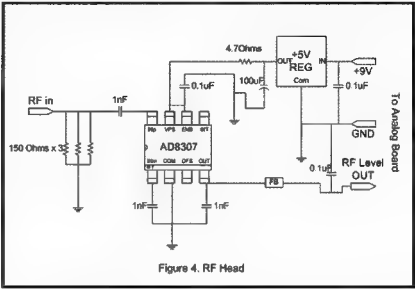 4.7Ohms
OUT
+5V
REG
IN
Com
+9V
0.1uF
100uF
0.1uF
RF in
1nF
To Analog Board
GND
150 Ohms x 3
VPS
ENB
INT
AD8307
COM
OFS
OUT
0.1uF
RF Level
OUT
FB
1nF
1nF
Figure 4. RF Head